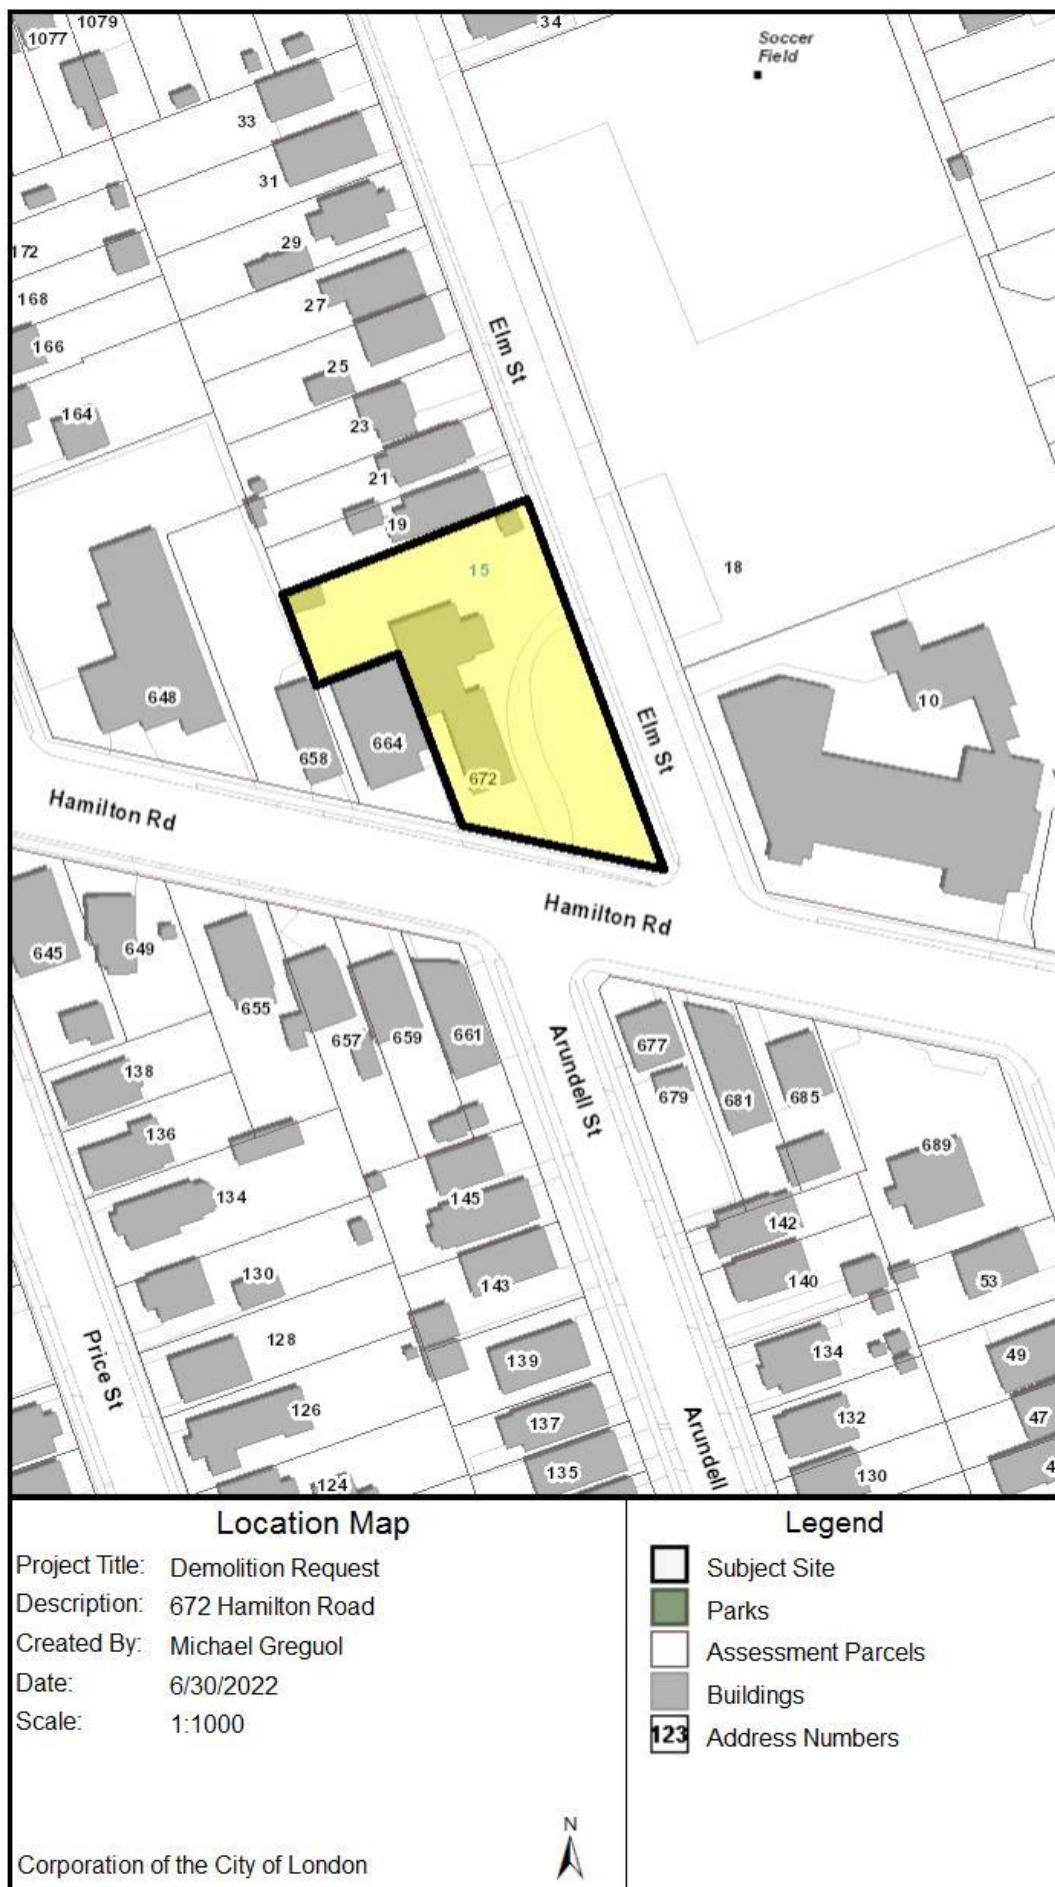 1079
34
1077
Soccer
Field
33
31
172
29
168
27
166
Elm St
25
164
23
21
19
15
18
648
10
Elm St
664
658
672
Hamilton Rd
Hamilton Rd
645
649
655
657
659
661
Arundell St
677
679
681
685
138
136
689
134
145
142
130
143
140
53
128
Price St
139
134
49
126
137
132
47
Arundell
135
130
124
4
Location Map
Project Title: Demolition Request
Description: 672 Hamilton Road
Created By: Michael Greguol
Date: 6/30/2022
Scale: 1:1000
Corporation of the City of London
N
Legend
Subject Site
Parks
Assessment Parcels
Buildings
123 Address Numbers